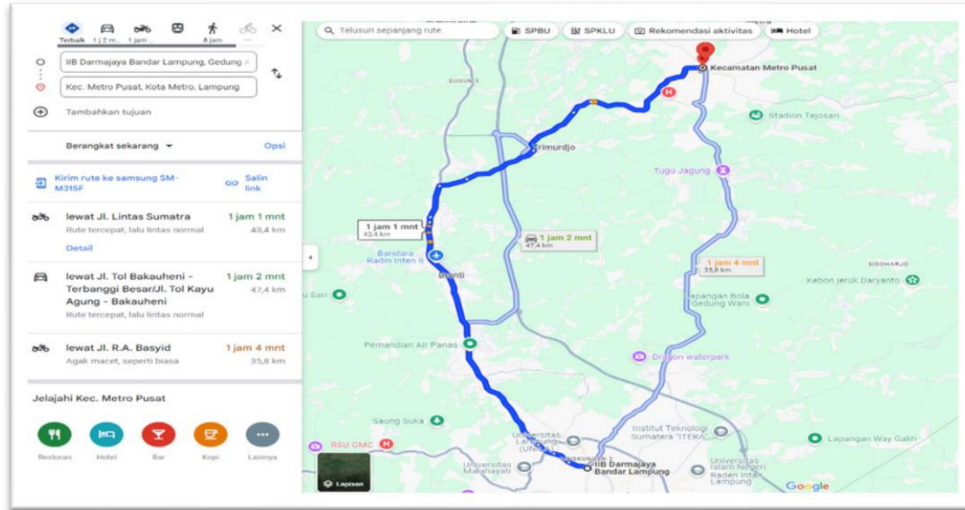 Terbaik
1 j 2 m...
1 jam ...
8 jam
IIB Darmajaya Bandar Lampung, Gedung A
Kec. Metro Pusat, Kota Metro, Lampung
Tambahkan tujuan
Berangkat sekarang
Opsi
Kirim rute ke samsung SM-
M315F
Salin
link
lewat Jl. Lintas Sumatra
1 jam 1 mnt
Rute tercepat, lalu lintas normal
43,4 km
Detail
lewat Jl. Tol Bakauheni -
Terbanggi Besar/Jl. Tol Kayu
Agung - Bakauheni
1 jam 2 mnt
47,4 km
Rute tercepat, lalu lintas normal
lewat Jl. R.A. Basyid
1 jam 4 mnt
Agak macet, seperti biasa
35,8 km
Jelajahi Kec. Metro Pusat
Restoran
Hotel
Bar
Kopi
Lainnya
Telusuri sepanjang rute
SPBU
SPKLU
Rekomendasi aktivitas
Hotel
Kecamatan Metro Pusat
Stadion Tejosari
Trimurdjo
Tugu Jagung
1 jam 1 mnt
43,4 km
1 jam 2 mnt
47,4 km
1 jam 4 mnt
35,8 km
Bandara
Radin Inten II
SIDOHARJO
Kebon jeruk Daryanto
Lapangan Bola
Gedung Wani
Pemandian Air Panas
Dragon waterpark
Saung Suka
RSU GMC
Universitas
Lampung
Universitas
Malahayati
Institut Teknologi
Sumatera "ITERA"
Lapangan Way Galih
IIB Darmajaya
Bandar Lampung
Universitas
Islam Negeri
Raden Intan
Lampung
Lapisan
Google